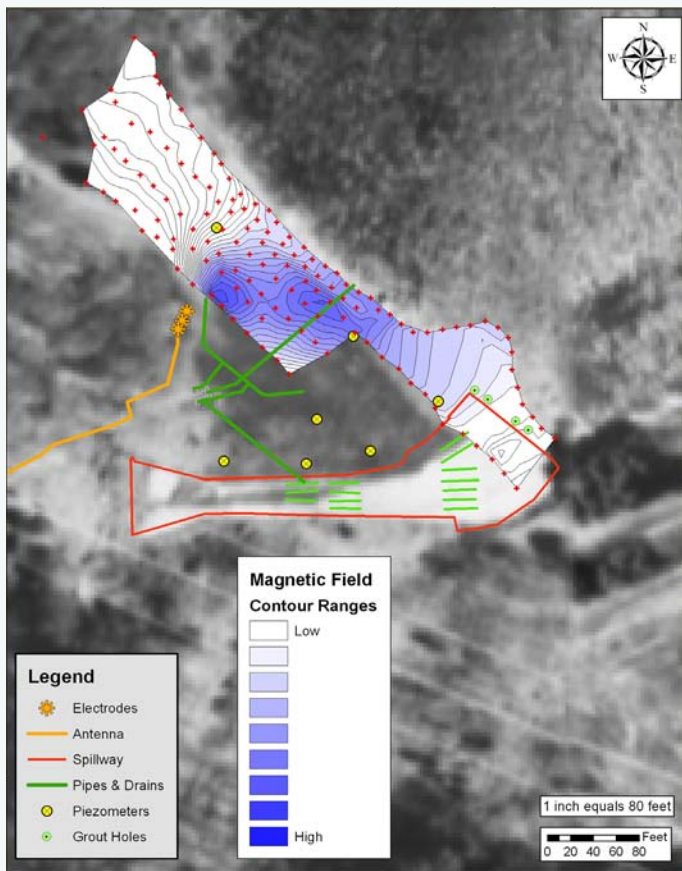 N
W E
S
Magnetic Field
Contour Ranges
Low
High
Legend
Electrodes
Antenna
Spillway
Pipes & Drains
Piezometers
Grout Holes
1 inch equals 80 feet
Feet
0 20 40 60 80